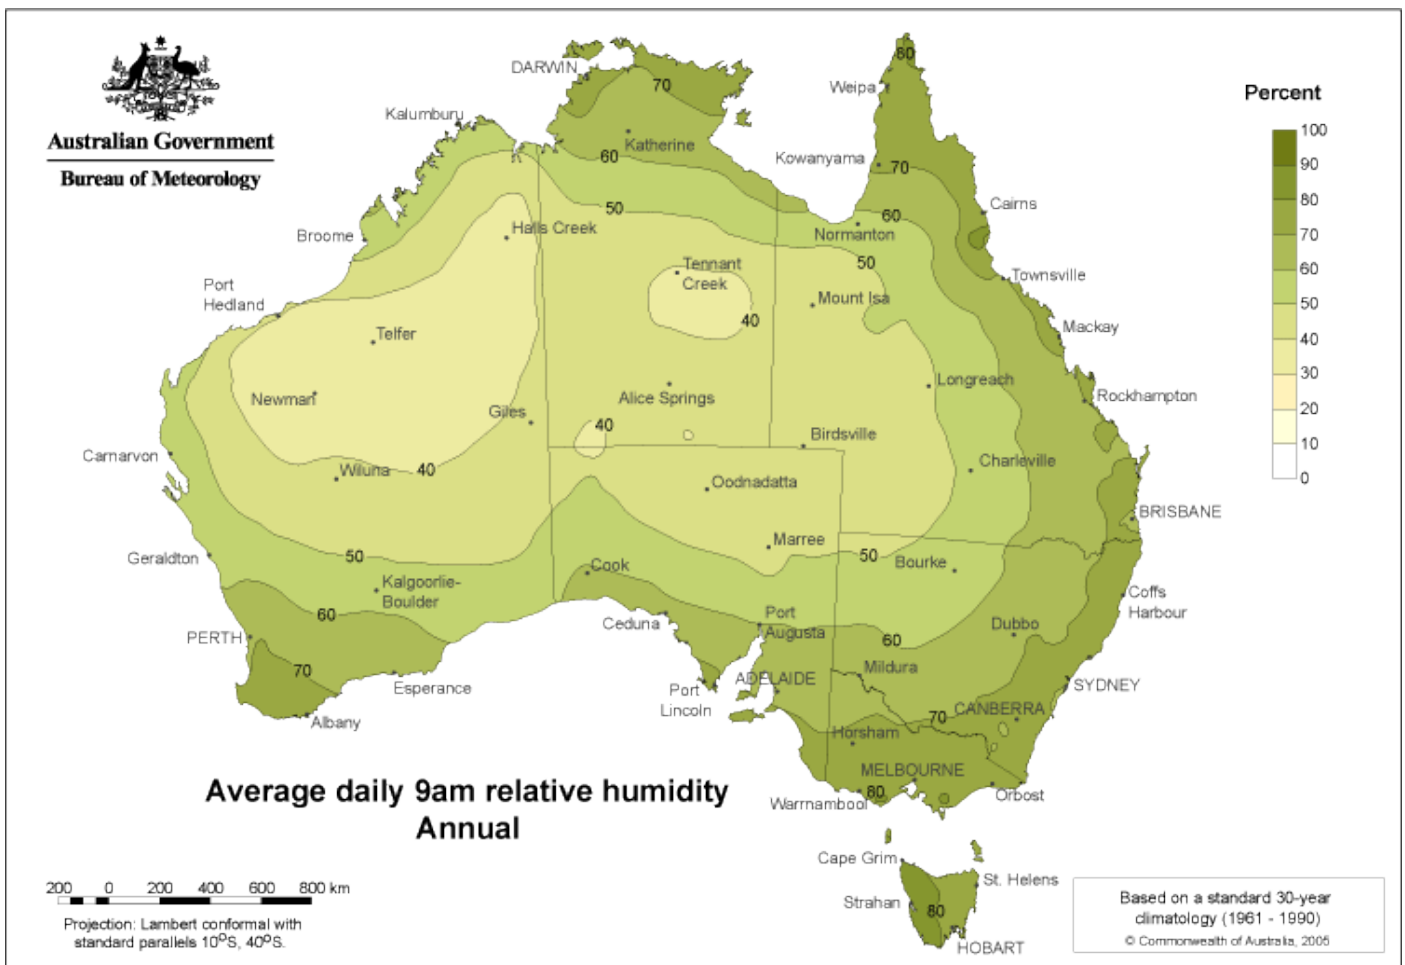 Australian Government
Bureau of Meteorology
DARWIN
Kalumburu
Broome
Port
Hedland
Telfer
Newman
Halls Creek
Giles
Wiluna
Carnarvon
Geraldton
Kalgoorlie-
Boulder
PERTH
Esperance
Albany
Katherine
Tennant
Creek
Alice Springs
Oodnadatta
Marree
Cook
Ceduna
Port
Augusta
Port
Lincoln
ADELAIDE
80
Weipa
Kowanyama
Normanton
Cairns
Townsville
Mount Isa
Mackay
Longreach
Rockhampton
Birdsville
Charleville
BRISBANE
Bourke
Coffs
Harbour
Dubbo
Mildura
SYDNEY
CANBERRA
Horsham
MELBOURNE
Warrnambool
Orbost
Cape Grim
St. Helens
Strahan
HOBART
70
60
50
40
40
40
50
60
70
70
60
50
50
60
70
80
80
Percent
100
90
80
70
60
50
40
30
20
10
0
Average daily 9am relative humidity
Annual
200 0 200 400 600 800 km
Projection: Lambert conformal with
standard parallels 10°S, 40°S.
Based on a standard 30-year
climatology (1961 - 1990)
© Commonwealth of Australia, 2005